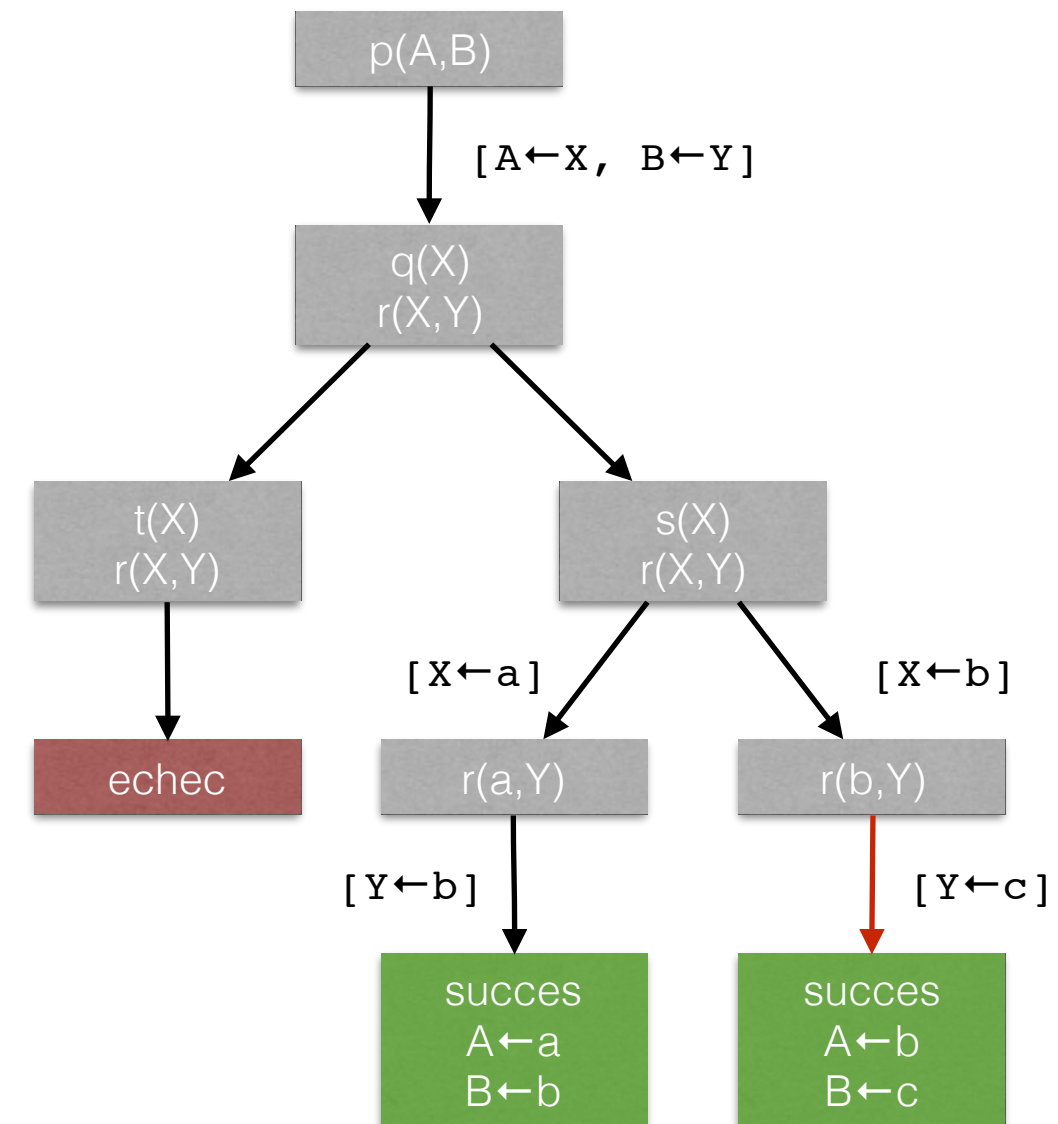 p(A,B)
[A←X, B←Y]
q(X)
r(X,Y)
t(X)
r(X,Y)
s(X)
r(X,Y)
[X←a]
[X←b]
echec
r(a,Y)
r(b,Y)
[Y←b]
[Y←c]
succes
A←a
B←b
succes
A←b
B←c